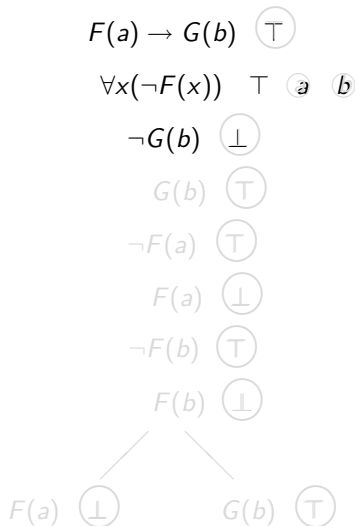 F(a) → G(b) ⊤
∀x(¬F(x)) ⊤ a b
¬G(b) ⊥
G(b) ⊤
¬F(a) ⊤
F(a) ⊥
¬F(b) ⊤
F(b) ⊥
F(a) ⊥ G(b) ⊤